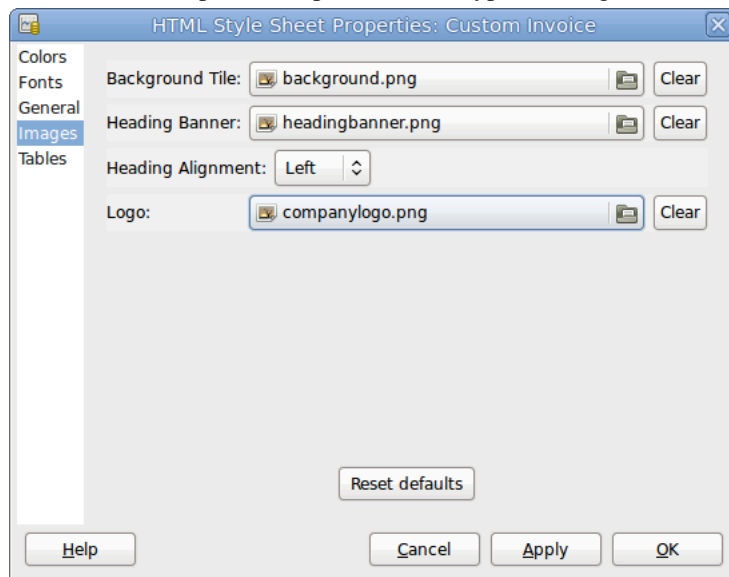 HTML Style Sheet Properties: Custom Invoice
Colors
Fonts
General
Images
Tables
Background Tile: background.png Clear
Heading Banner: headingbanner.png Clear
Heading Alignment: Left
Logo: companylogo.png Clear
Reset defaults
Help Cancel Apply OK